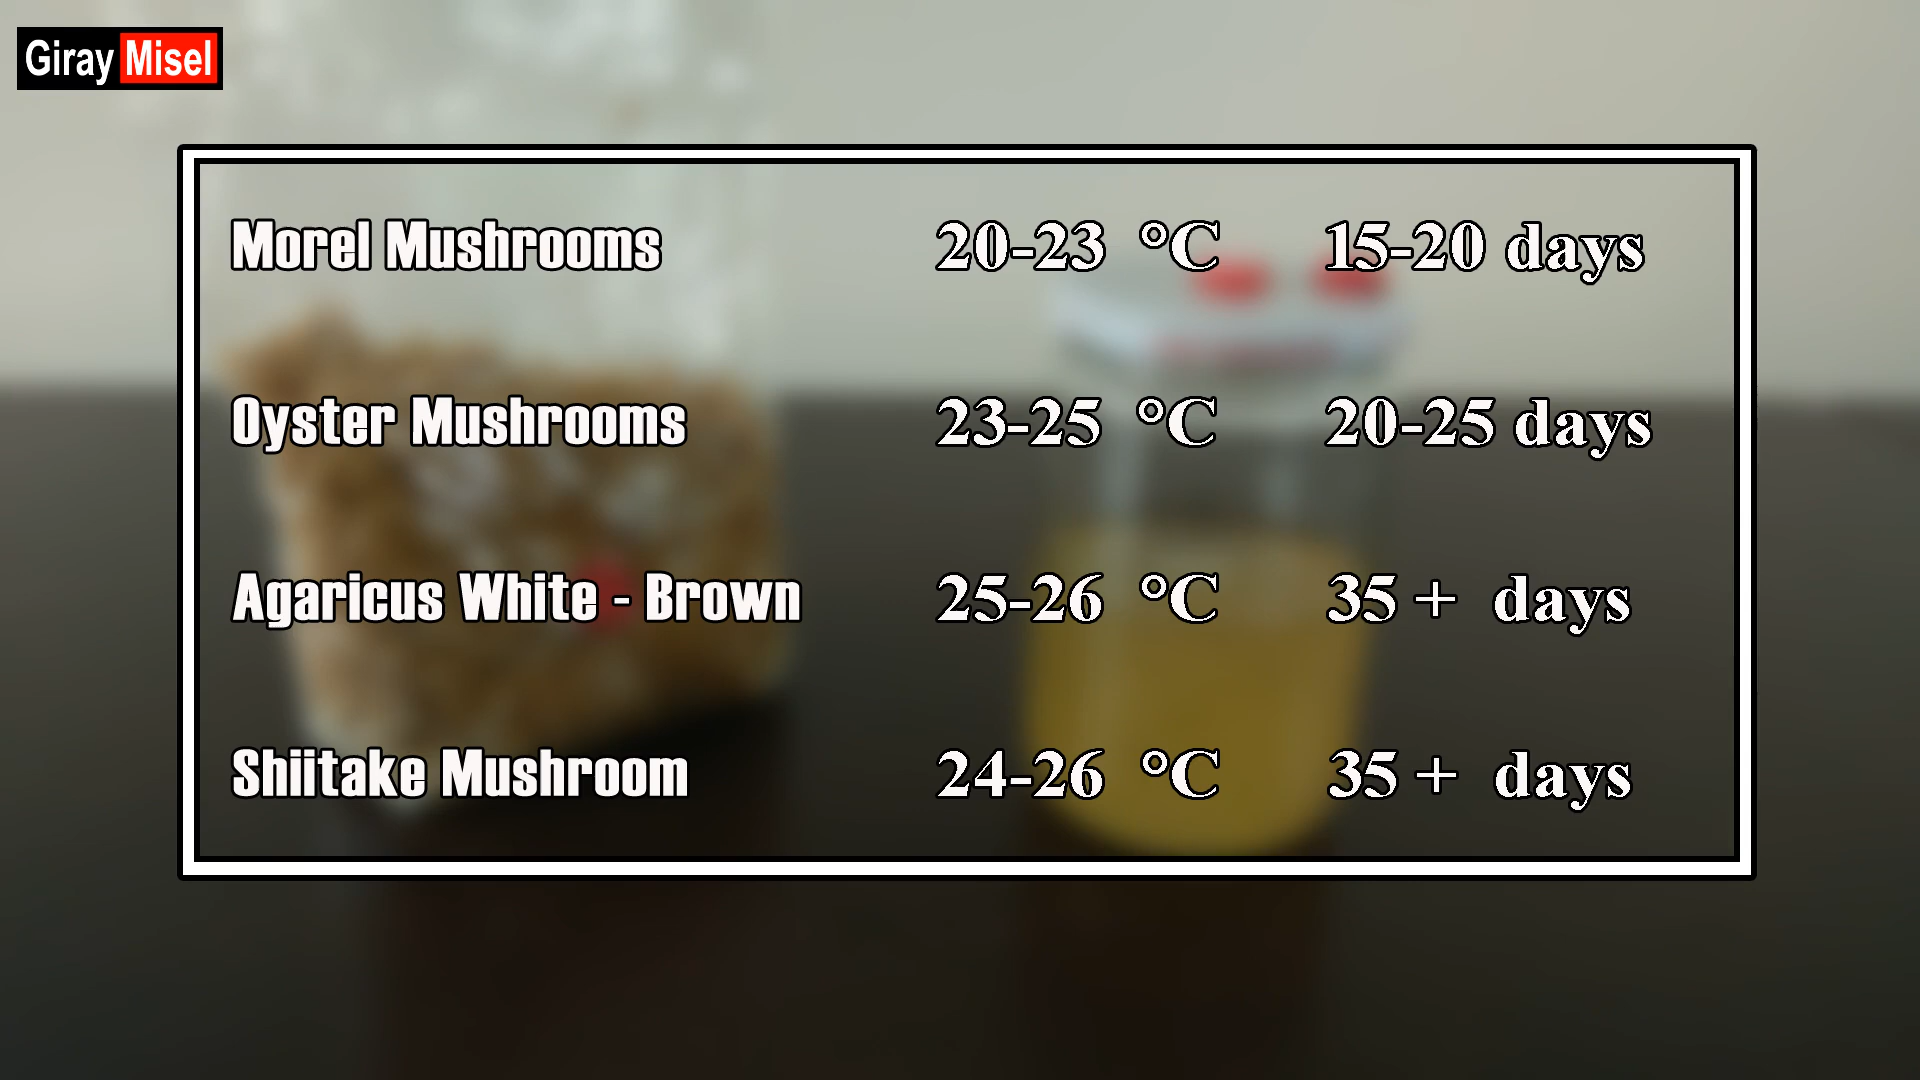 Giray Misel
Morel Mushrooms 20-23 °C 15-20 days
Oyster Mushrooms 23-25 °C 20-25 days
Agaricus White - Brown 25-26 °C 35 + days
Shiitake Mushroom 24-26 °C 35 + days